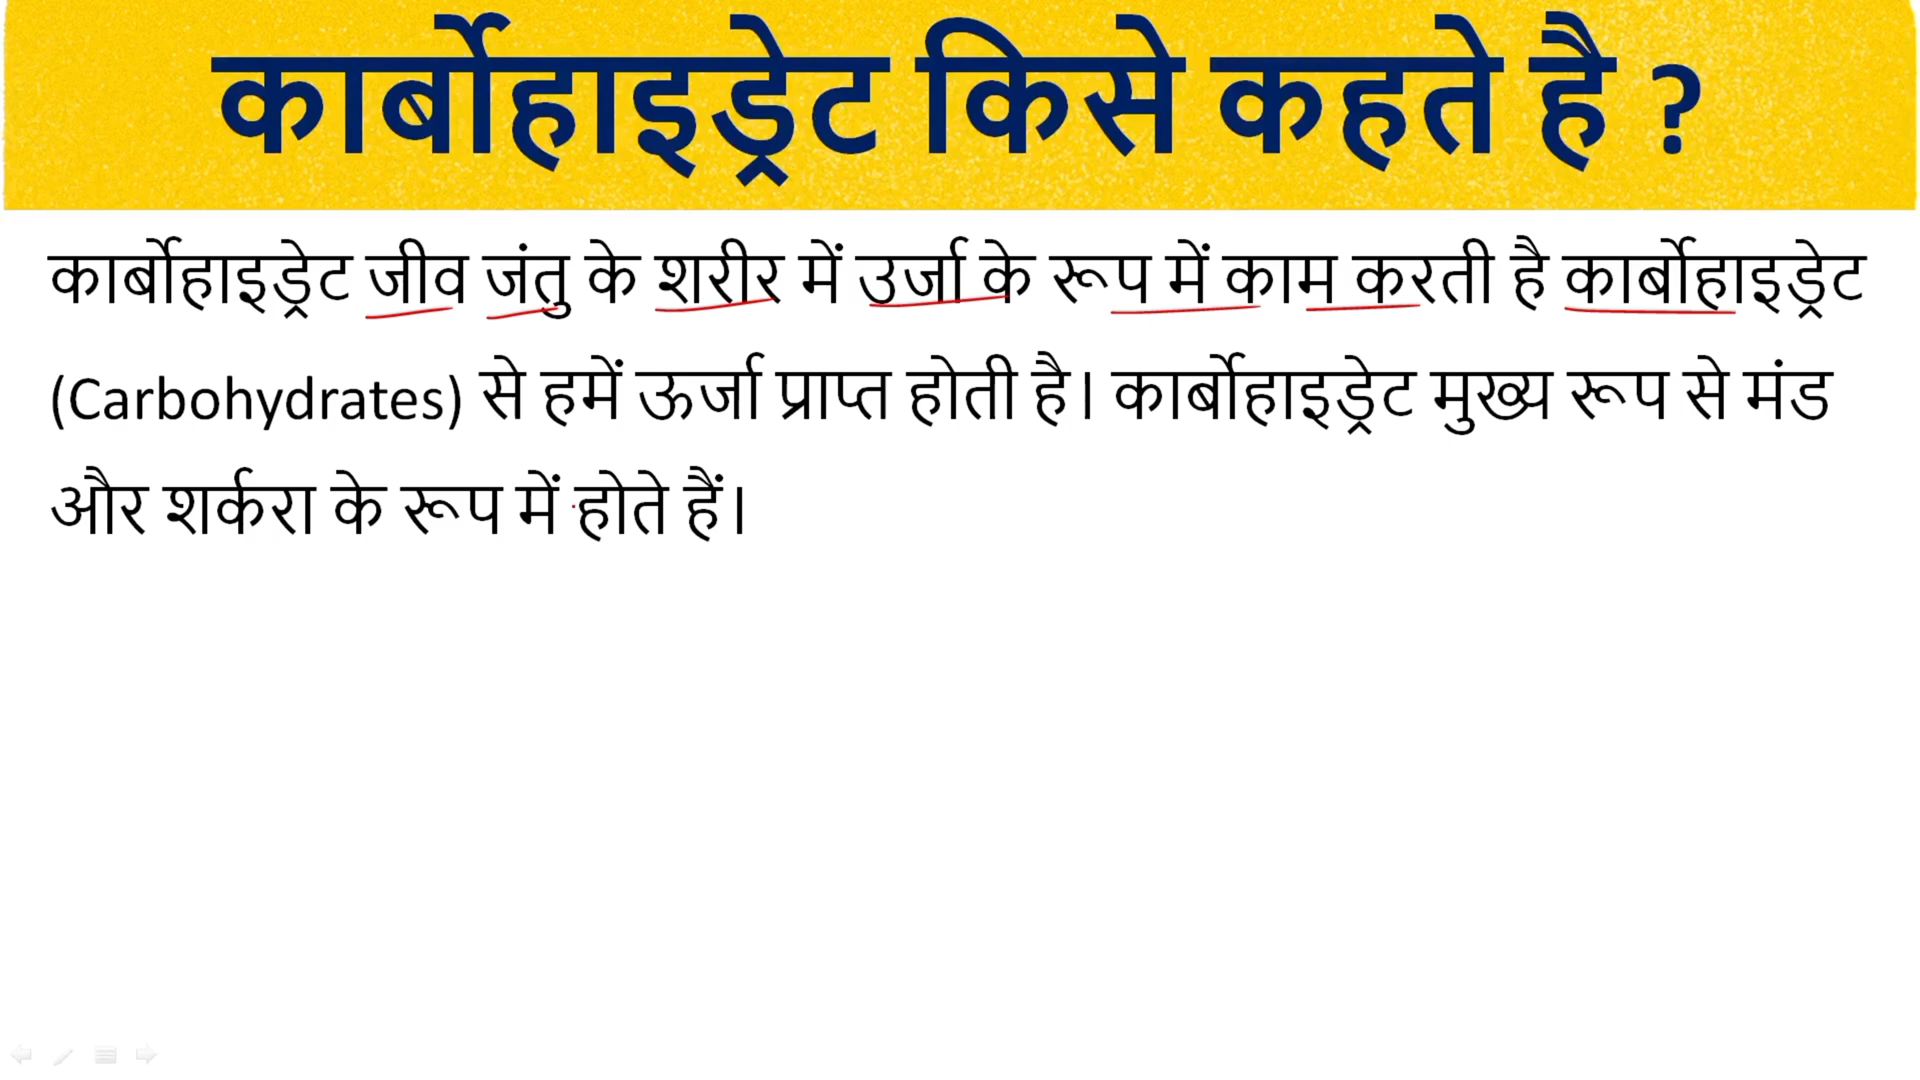 कार्बोहाइड्रेट किसे कहते है ?
कार्बोहाइड्रेट जीव जंतु के शरीर में उर्जा के रूप में काम करती है कार्बोहाइड्रेट
(Carbohydrates) से हमें ऊर्जा प्राप्त होती है। कार्बोहाइड्रेट मुख्य रूप से मंड
और शर्करा के रूप में होते हैं।